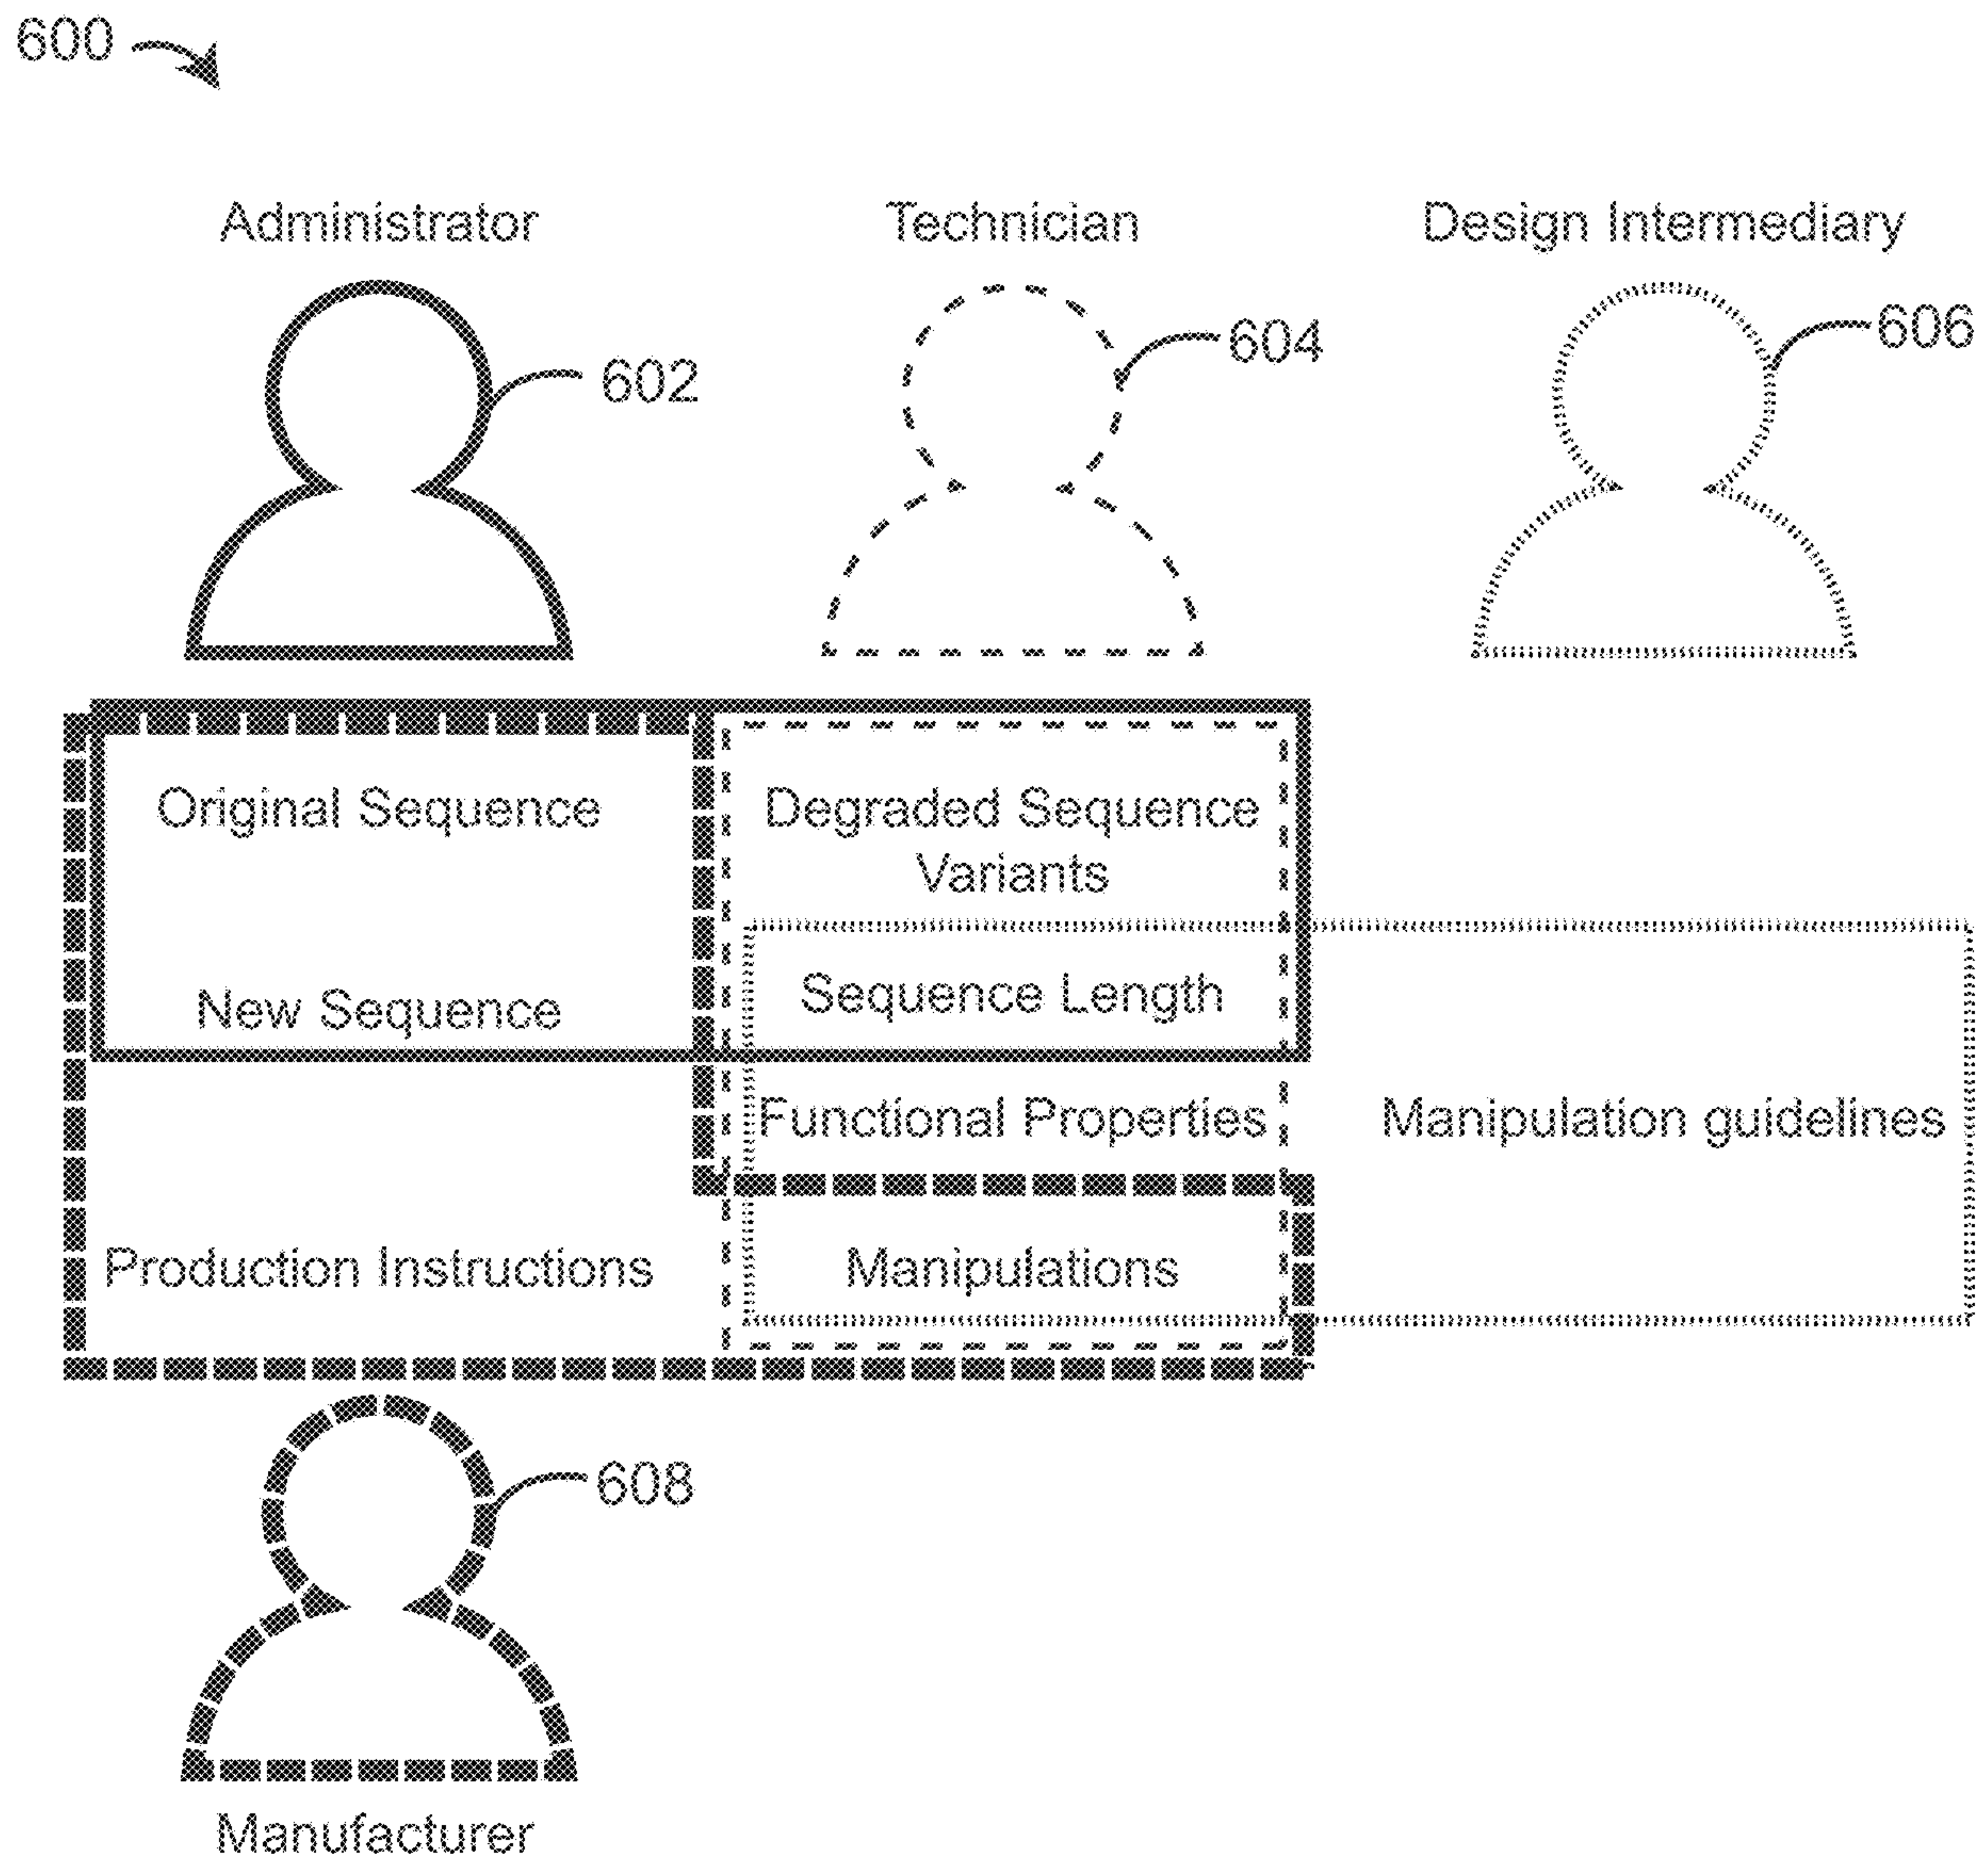 600
Administrator
Technician
Design Intermediary
602
604
606
Original Sequence
Degraded Sequence
Variants
New Sequence
Sequence Length
Functional Properties
Manipulation guidelines
Production Instructions
Manipulations
608
Manufacturer